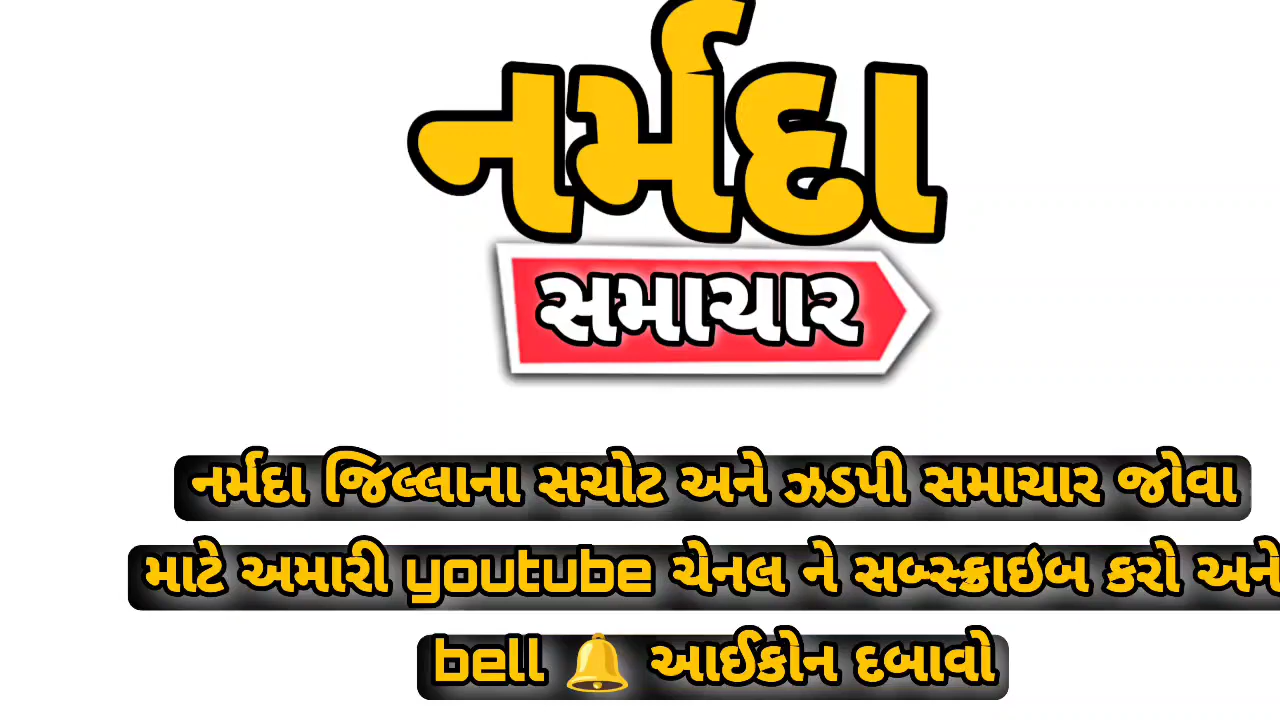 નર્મદા
સમાચાર
નર્મદા જિલ્લાના સચોટ અને ઝડપી સમાચાર જોવા
માટે અમારી youtube ચેનલ ને સબ્સ્ક્રાઇબ કરો અને
bell 🔔 આઈકોન દબાવો